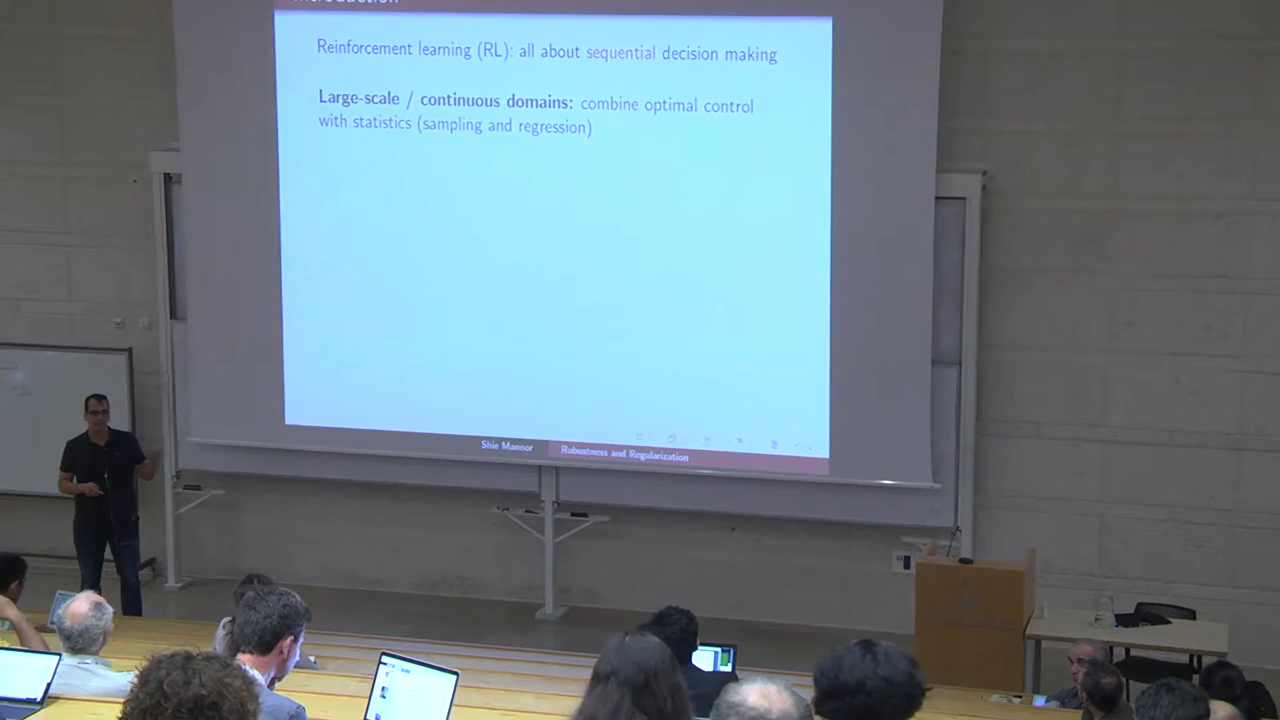 Introduction
Reinforcement learning (RL): all about sequential decision making
Large-scale / continuous domains: combine optimal control
with statistics (sampling and regression)
Shie Mannor
Robustness and Regularization